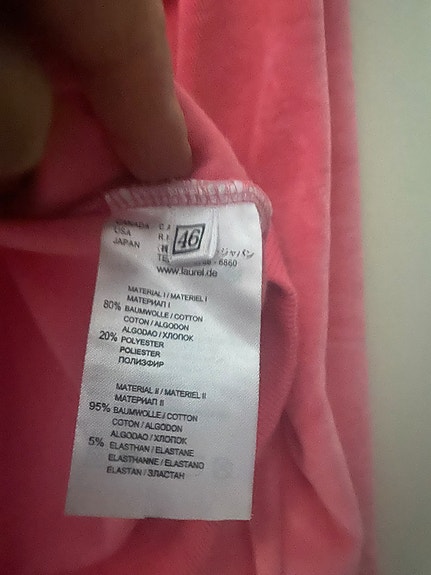 CANADA
USA
JAPAN
46
6860
www.laurel.de
MATERIAL I / MATERIEL I
МАТЕРИАЛ I
80% BAUMWOLLE / COTTON
COTON / ALGODON
ALGODAO / ХЛОПОК
20% POLYESTER
POLIESTER
ПОЛИЭФИР
MATERIAL II / MATERIEL II
МАТЕРИАЛ II
95% BAUMWOLLE / COTTON
COTON / ALGODON
ALGODAO / ХЛОПОК
5% ELASTHAN / ELASTANE
ELASTHANNE / ELASTANO
ELASTAN / ЭЛАСТАН